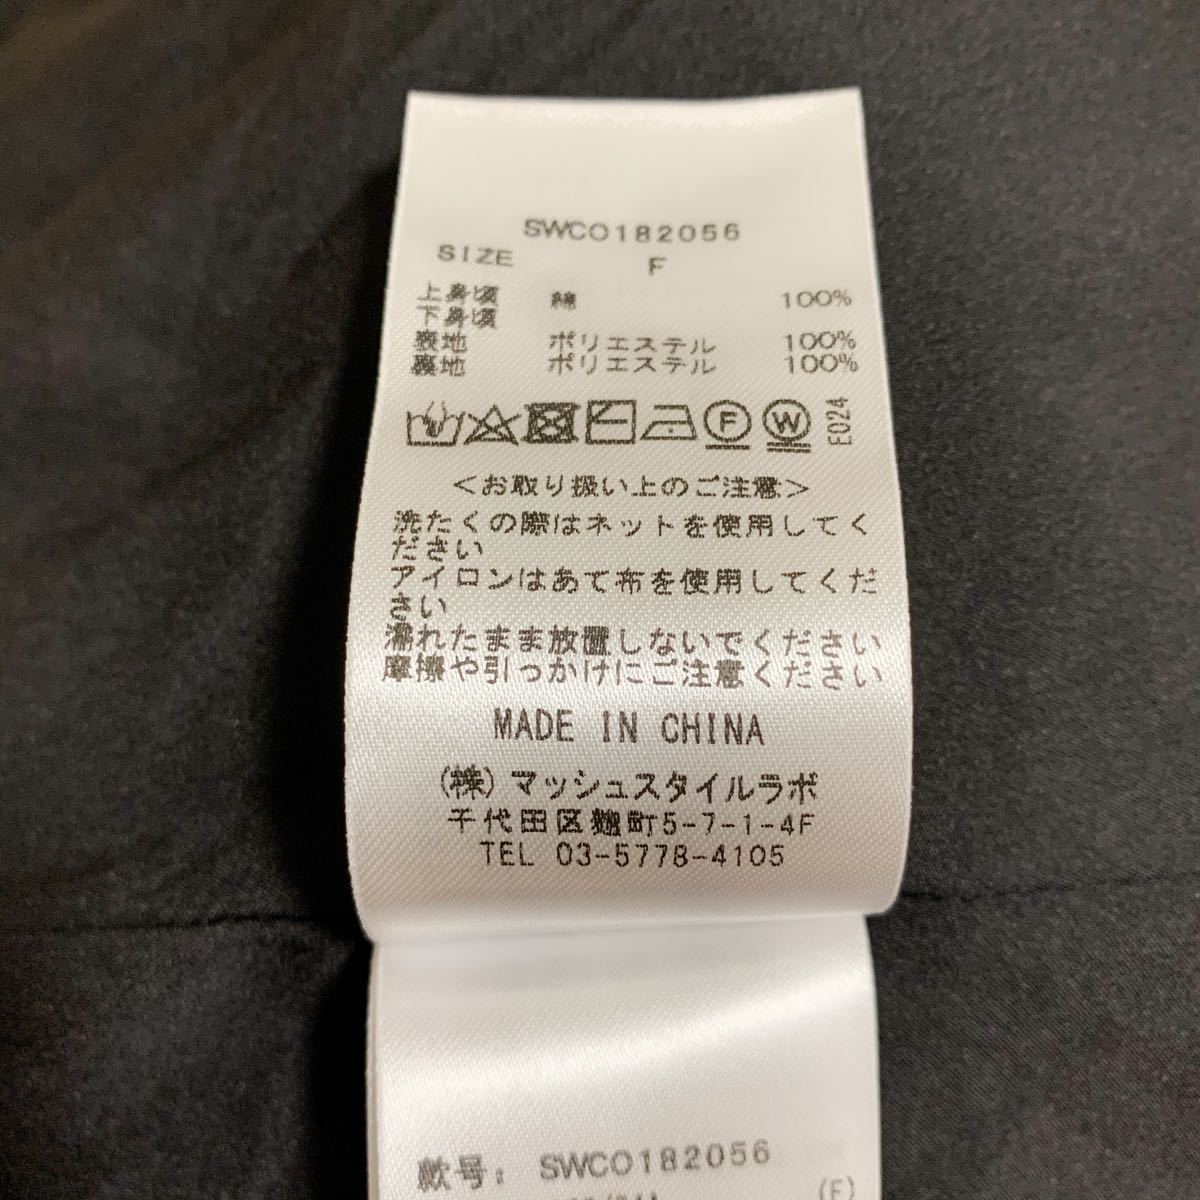 SWCO182056
SIZE F
上身頃 綿 100%
下身頃
表地 ポリエステル 100%
裏地 ポリエステル 100%
F W E024
<お取り扱い上のご注意>
洗たくの際はネットを使用してく
ださい
アイロンはあて布を使用してくだ
さい
濡れたまま放置しないでください
摩擦や引っかけにご注意ください
MADE IN CHINA
(株)マッシュスタイルラボ
千代田区麹町5-7-1-4F
TEL 03-5778-4105
款号: SWCO182056
(F)